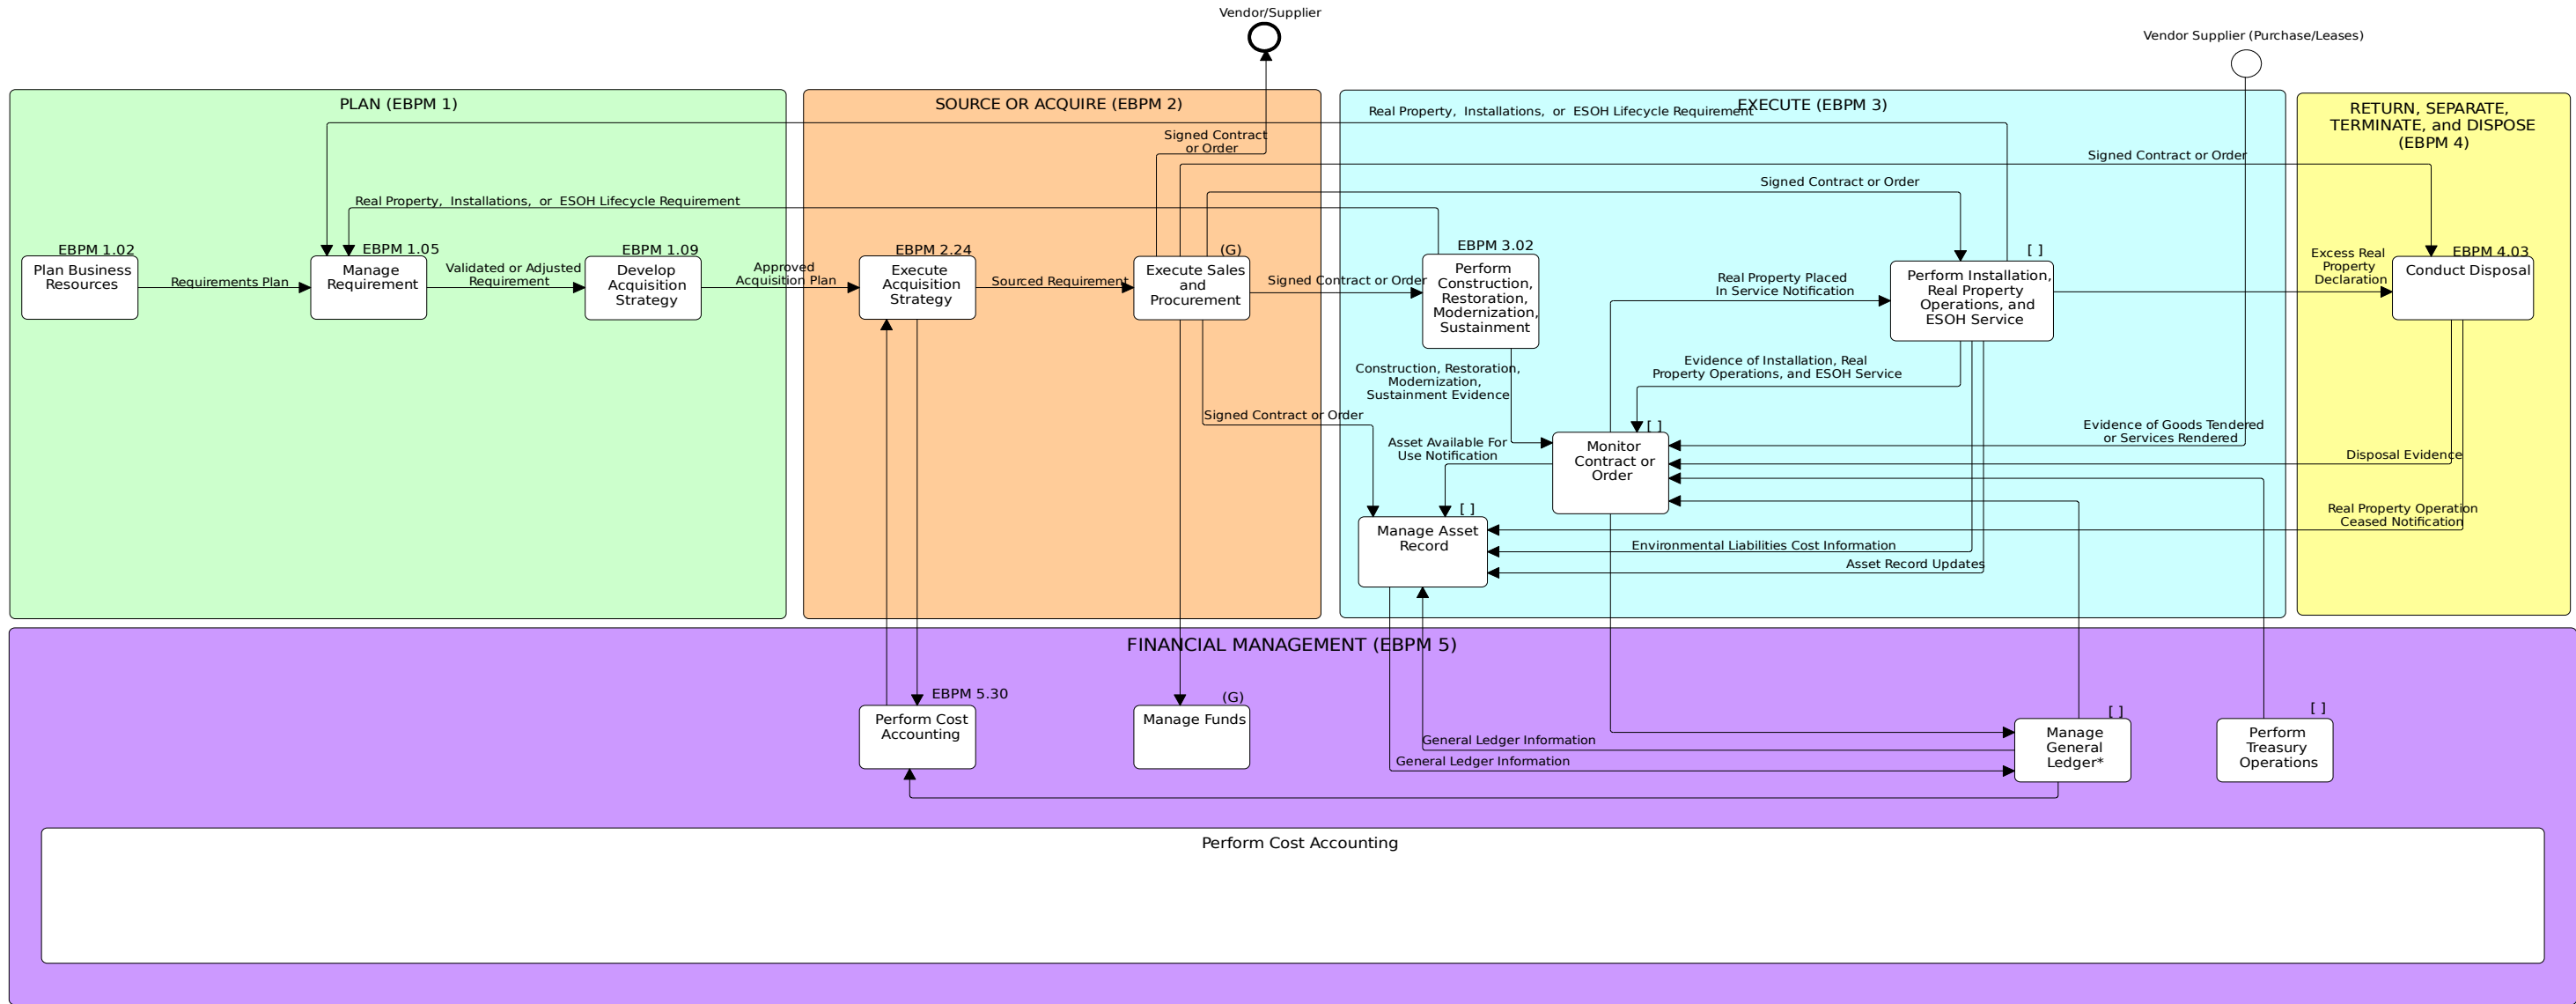 Vendor/Supplier
Vendor Supplier (Purchase/Leases)
PLAN (EBPM 1)
SOURCE OR ACQUIRE (EBPM 2)
EXECUTE (EBPM 3)
RETURN, SEPARATE,
TERMINATE, and DISPOSE
(EBPM 4)
Real Property,  Installations,  or  ESOH Lifecycle Requirement
Signed Contract
or Order
Signed Contract or Order
Signed Contract or Order
Real Property,  Installations,  or  ESOH Lifecycle Requirement
EBPM 1.02
Plan Business
Resources
Requirements Plan
EBPM 1.05
Manage
Requirement
Validated or Adjusted
Requirement
EBPM 1.09
Develop
Acquisition
Strategy
Approved
Acquisition Plan
EBPM 2.24
Execute
Acquisition
Strategy
Sourced Requirement
(G)
Execute Sales
and
Procurement
Signed Contract or Order
EBPM 3.02
Perform
Construction,
Restoration,
Modernization,
Sustainment
Real Property Placed
In Service Notification
[ ]
Perform Installation,
Real Property
Operations, and
ESOH Service
Excess Real
Property
Declaration
EBPM 4.03
Conduct Disposal
Construction, Restoration,
Modernization,
Sustainment Evidence
Evidence of Installation, Real
Property Operations, and ESOH Service
Signed Contract or Order
Asset Available For
Use Notification
[ ]
Monitor
Contract or
Order
Evidence of Goods Tendered
or Services Rendered
Disposal Evidence
Real Property Operation
Ceased Notification
[ ]
Manage Asset
Record
Environmental Liabilities Cost Information
Asset Record Updates
FINANCIAL MANAGEMENT (EBPM 5)
EBPM 5.30
Perform Cost
Accounting
(G)
Manage Funds
General Ledger Information
General Ledger Information
[ ]
Manage
General
Ledger*
[ ]
Perform
Treasury
Operations
Perform Cost Accounting